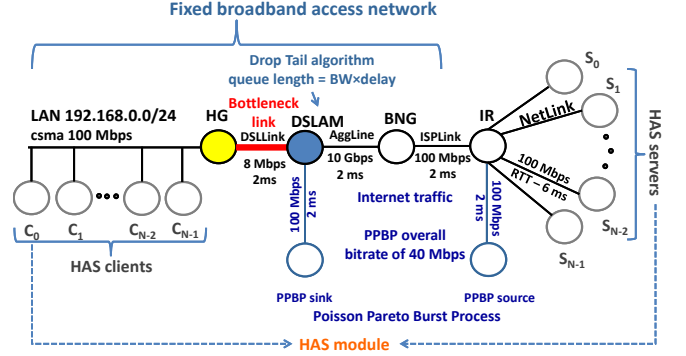 Fixed broadband access network
Drop Tail algorithm
queue length = BW×delay
S0
S1
LAN 192.168.0.0/24
csma 100 Mbps
HG
Bottleneck
link
DSLLink
8 Mbps
2ms
DSLAM
AggLine
10 Gbps
2 ms
BNG
ISPLink
100 Mbps
2 ms
IR
NetLink
100 Mbps
RTT – 6 ms
HAS servers
C0
C1
CN-2
CN-1
HAS clients
100 Mbps
2 ms
Internet traffic
PPBP overall
bitrate of 40 Mbps
100 Mbps
2 ms
SN-2
SN-1
PPBP sink
PPBP source
Poisson Pareto Burst Process
HAS module